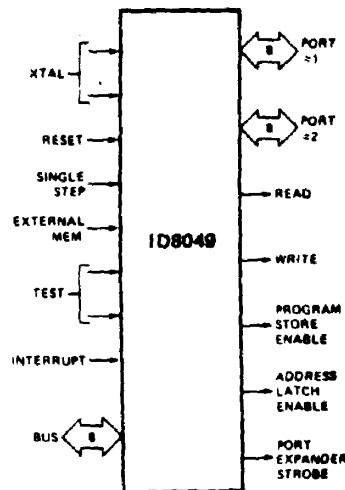 XTAL
RESET
SINGLE
STEP
EXTERNAL
MEM
TEST
INTERRUPT
BUS
8
ID8049
8
PORT
#1
8
PORT
#2
READ
WRITE
PROGRAM
STORE
ENABLE
ADDRESS
LATCH
ENABLE
PORT
EXPANDER
STROBE